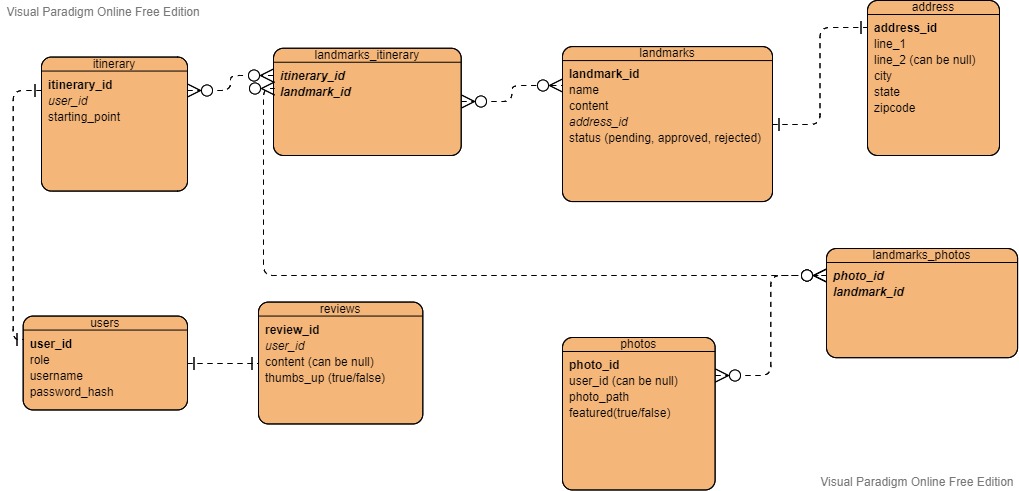 Visual Paradigm Online Free Edition
itinerary
itinerary_id
user_id
starting_point
landmarks_itinerary
itinerary_id
landmark_id
landmarks
landmark_id
name
content
address_id
status (pending, approved, rejected)
address
address_id
line_1
line_2 (can be null)
city
state
zipcode
users
user_id
role
username
password_hash
reviews
review_id
user_id
content (can be null)
thumbs_up (true/false)
photos
photo_id
user_id (can be null)
photo_path
featured(true/false)
landmarks_photos
photo_id
landmark_id
Visual Paradigm Online Free Edition